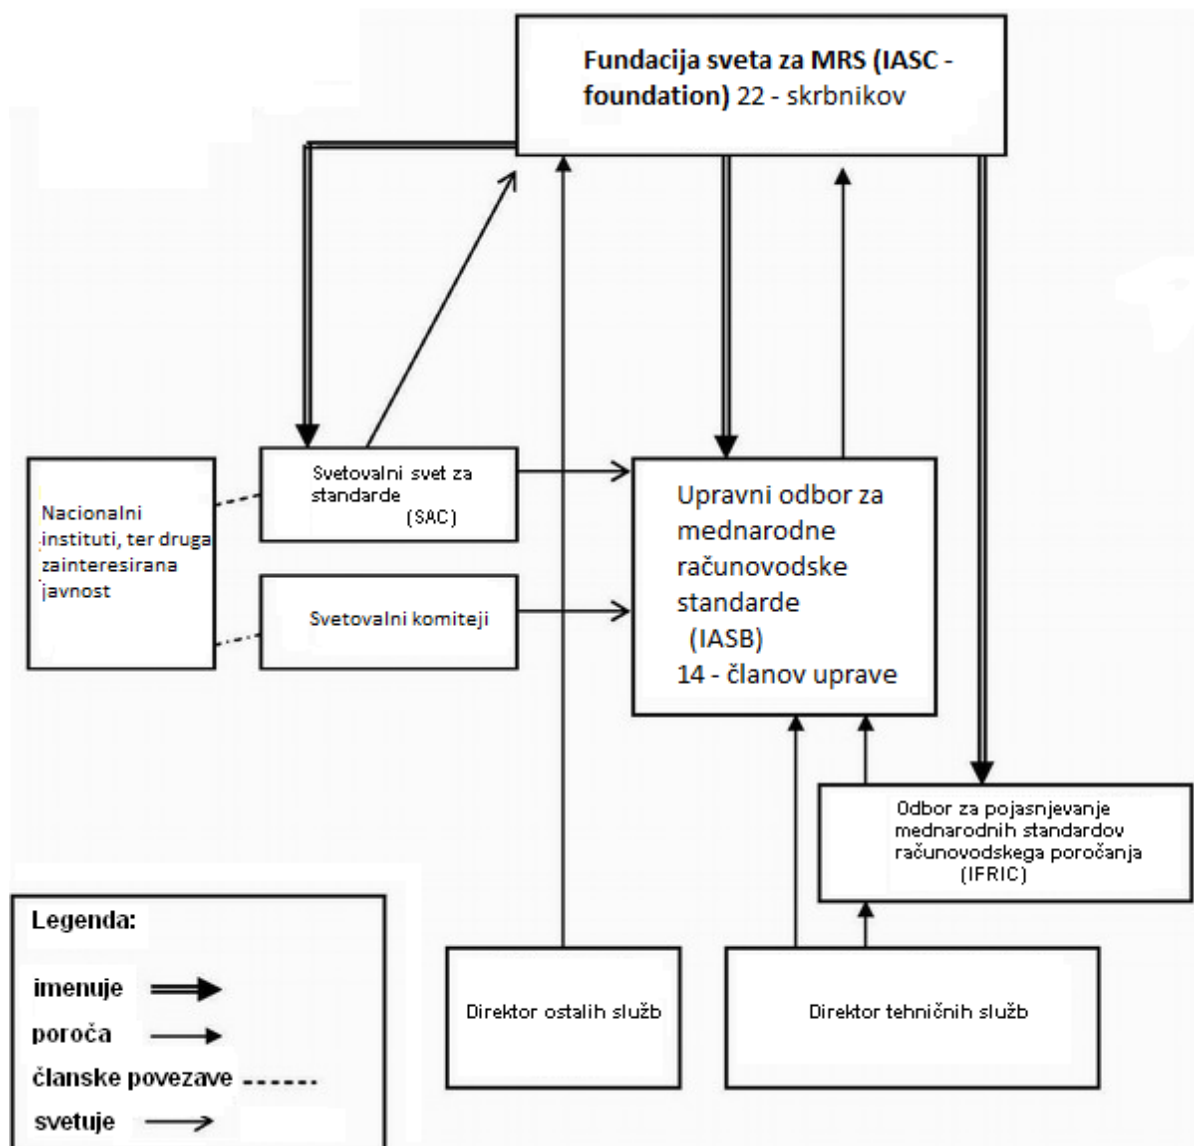 Fundacija sveta za MRS (IASC -
foundation) 22 - skrbnikov
Svetovalni svet za
standarde
(SAC)
Nacionalni
instituti, ter druga
zainteresirana
javnost
Svetovalni komiteji
Upravni odbor za
mednarodne
računovodske
standarde
(IASB)
14 - članov uprave
Odbor za pojasnjevanje
mednarodnih standardov
računovodskega poročanja
(IFRIC)
Direktor ostalih služb
Direktor tehničnih služb
Legenda:
imenuje
poroča
članske povezave
svetuje